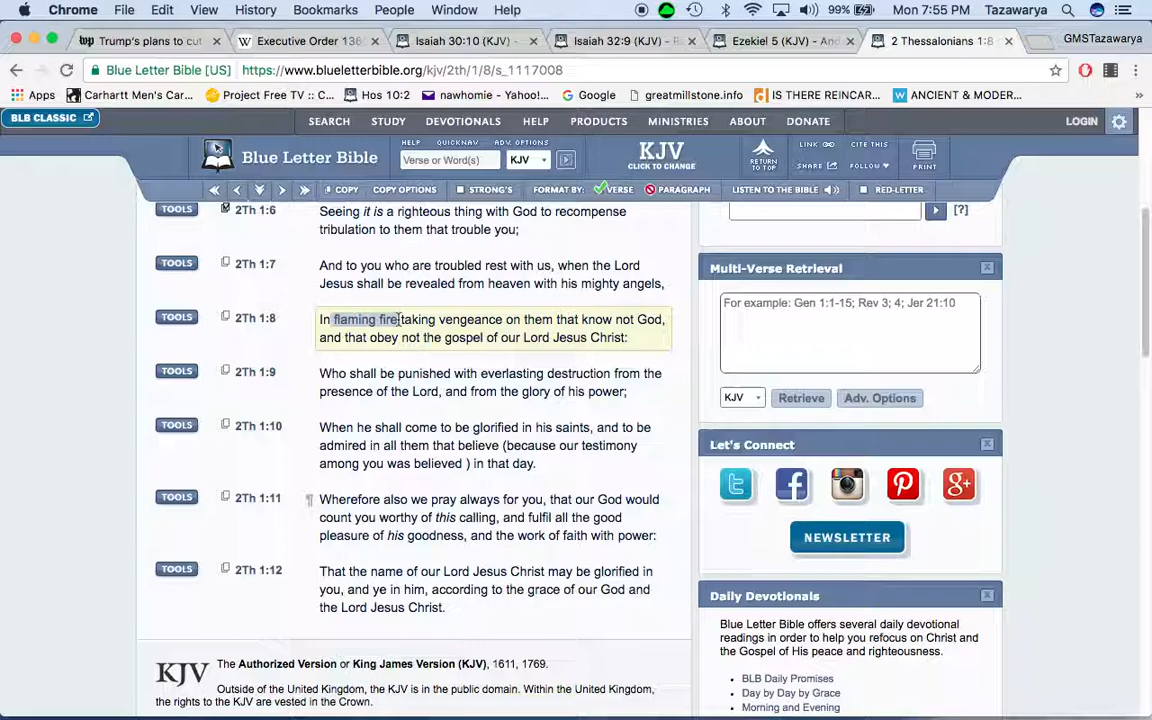 Chrome File Edit View History Bookmarks People Window Help 99% Mon 7:55 PM Tazawarya
Trump's plans to cut × Executive Order 136 × Isaiah 30:10 (KJV) × Isaiah 32:9 (KJV) - × Ezekiel 5 (KJV) - And × 2 Thessalonians 1:8 × GMSTazawarya
Blue Letter Bible [US] https://www.blueletterbible.org/kjv/2th/1/8/s_1117008
Apps Carhartt Men's Car... Project Free TV :: C... Hos 10:2 nawhomie - Yahoo!... Google greatmillstone.info IS THERE REINCAR... ANCIENT & MODER... »
BLB CLASSIC
SEARCH STUDY DEVOTIONALS HELP PRODUCTS MINISTRIES ABOUT DONATE LOGIN
Blue Letter Bible
HELP QUICKNAV ADV. OPTIONS
Verse or Word(s) KJV
KJV
CLICK TO CHANGE
RETURN
TO TOP
LINK CITE THIS
SHARE FOLLOW
PRINT
COPY COPY OPTIONS STRONG'S FORMAT BY: VERSE PARAGRAPH LISTEN TO THE BIBLE RED-LETTER
TOOLS 2Th 1:6 Seeing it is a righteous thing with God to recompense
tribulation to them that trouble you;
TOOLS 2Th 1:7 And to you who are troubled rest with us, when the Lord
Jesus shall be revealed from heaven with his mighty angels,
TOOLS 2Th 1:8 In flaming fire taking vengeance on them that know not God,
and that obey not the gospel of our Lord Jesus Christ:
TOOLS 2Th 1:9 Who shall be punished with everlasting destruction from the
presence of the Lord, and from the glory of his power;
TOOLS 2Th 1:10 When he shall come to be glorified in his saints, and to be
admired in all them that believe (because our testimony
among you was believed ) in that day.
TOOLS 2Th 1:11 ¶ Wherefore also we pray always for you, that our God would
count you worthy of this calling, and fulfil all the good
pleasure of his goodness, and the work of faith with power:
TOOLS 2Th 1:12 That the name of our Lord Jesus Christ may be glorified in
you, and ye in him, according to the grace of our God and
the Lord Jesus Christ.
KJV The Authorized Version or King James Version (KJV), 1611, 1769.
Outside of the United Kingdom, the KJV is in the public domain. Within the United Kingdom,
the rights to the KJV are vested in the Crown.
[?]
Multi-Verse Retrieval
For example: Gen 1:1-15; Rev 3; 4; Jer 21:10
KJV Retrieve Adv. Options
Let's Connect
NEWSLETTER
Daily Devotionals
Blue Letter Bible offers several daily devotional
readings in order to help you refocus on Christ and
the Gospel of His peace and righteousness.
• BLB Daily Promises
• Day by Day by Grace
• Morning and Evening